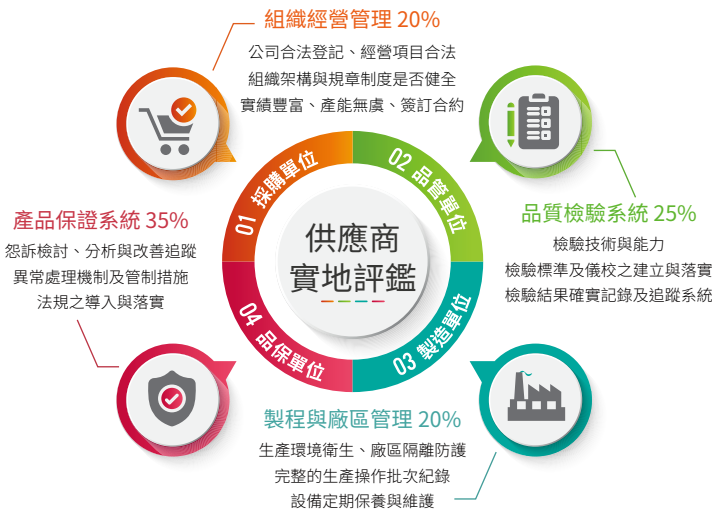 組織經營管理 20%
公司合法登記、經營項目合法
組織架構與規章制度是否健全
實績豐富、產能無虞、簽訂合約
01 採購單位
02 品管單位
品質檢驗系統 25%
檢驗技術與能力
檢驗標準及儀校之建立與落實
檢驗結果確實記錄及追蹤系統
供應商
實地評鑑
產品保證系統 35%
怨訴檢討、分析與改善追蹤
異常處理機制及管制措施
法規之導入與落實
04 品保單位
03 製造單位
製程與廠區管理 20%
生產環境衛生、廠區隔離防護
完整的生產操作批次紀錄
設備定期保養與維護